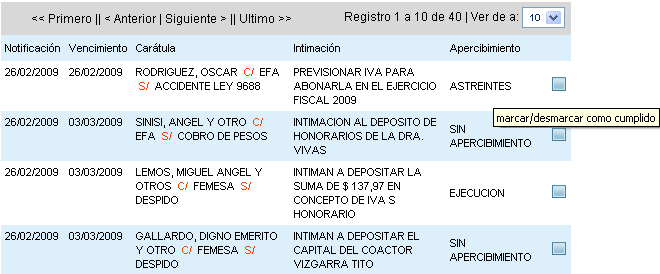 << Primero || < Anterior | Siguiente > || Ultimo >> Registro 1 a 10 de 40 | Ver de a: 10
Notificación Vencimiento Carátula Intimación Apercibimiento
26/02/2009 26/02/2009 RODRIGUEZ, OSCAR C/ EFA PREVISIONAR IVA PARA
S/ ACCIDENTE LEY 9688 ABONARLA EN EL EJERCICIO ASTREINTES
FISCAL 2009
marcar/desmarcar como cumplido
26/02/2009 03/03/2009 SINISI, ANGEL Y OTRO C/ INTIMACION AL DEPOSITO DE SIN
EFA S/ COBRO DE PESOS HONORARIOS DE LA DRA. APERCIBIMIENTO
VIVAS
26/02/2009 03/03/2009 LEMOS, MIGUEL ANGEL Y INTIMAN A DEPOSITAR LA
OTROS C/ FEMESA S/ SUMA DE $ 137,97 EN EJECUCION
DESPIDO CONCEPTO DE IVA S
HONORARIO
26/02/2009 03/03/2009 GALLARDO, DIGNO EMERITO INTIMAN A DEPOSITAR EL SIN
Y OTRO C/ FEMESA S/ CAPITAL DEL COACTOR APERCIBIMIENTO
DESPIDO VIZGARRA TITO